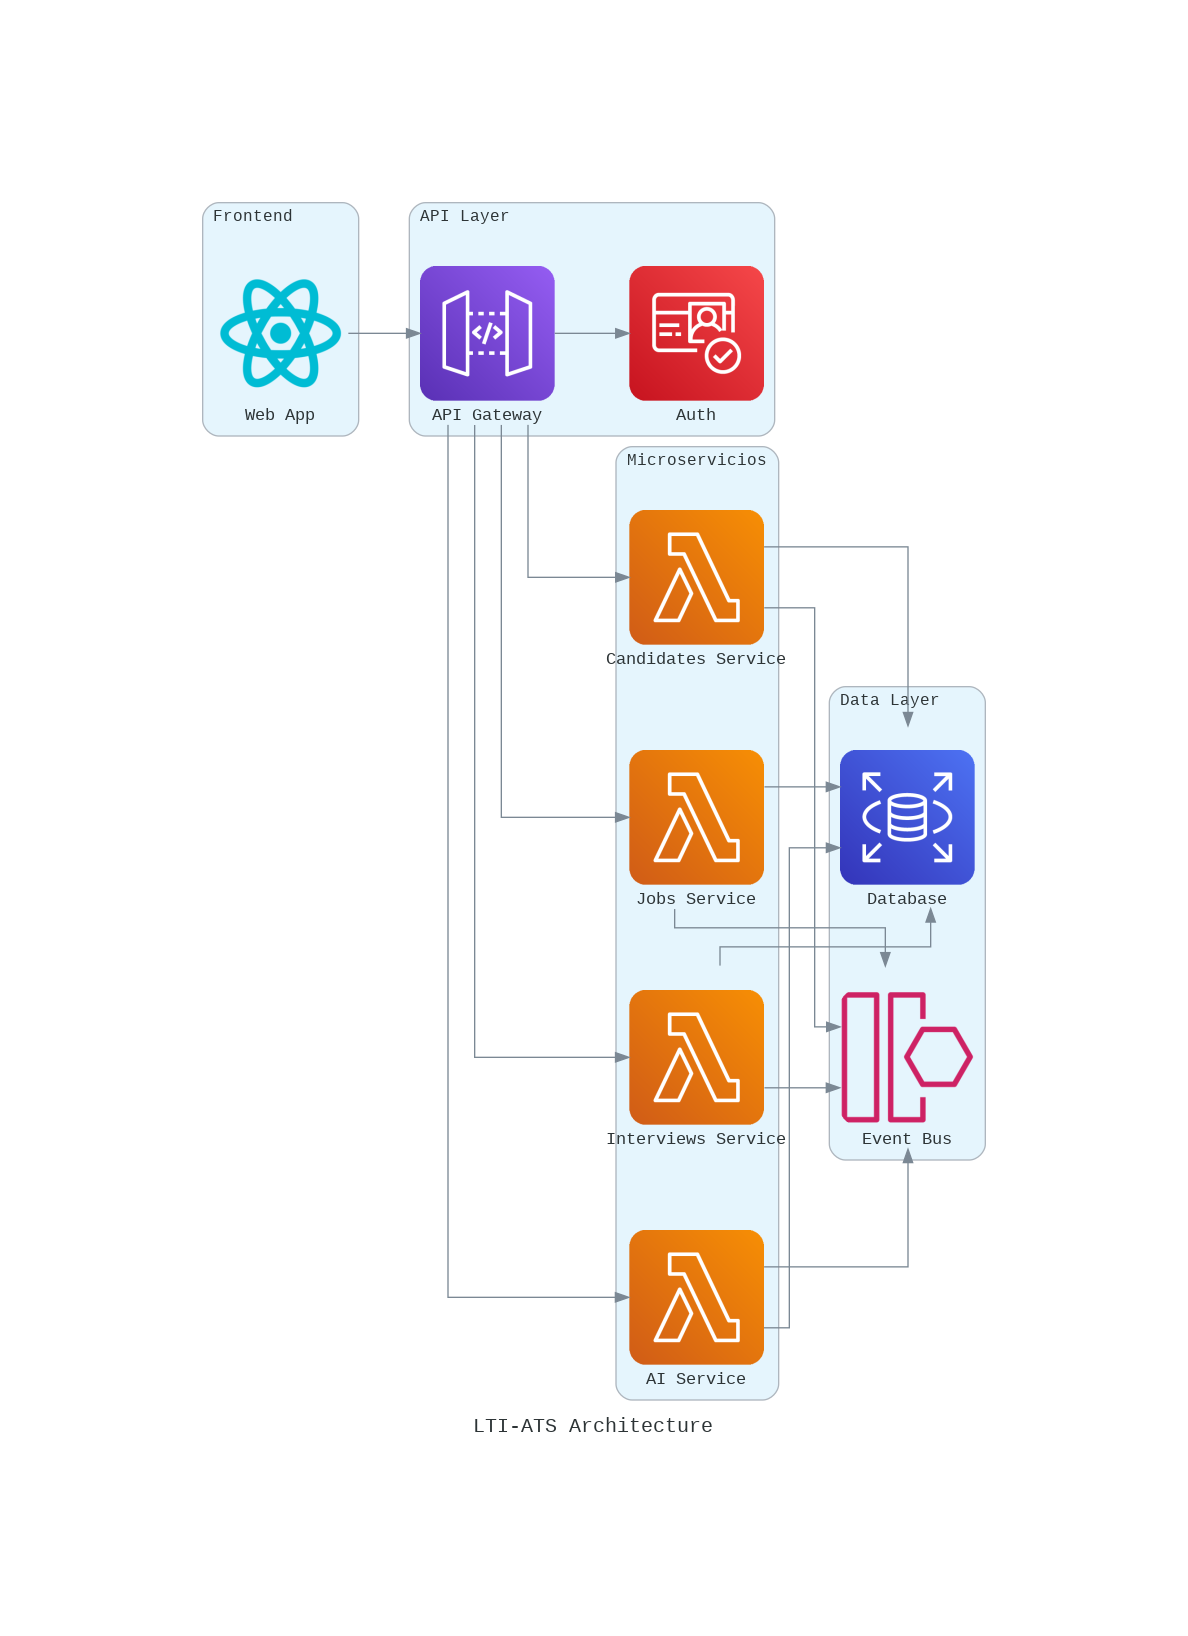 Frontend
API Layer
Web App
API Gateway
Auth
Microservicios
Candidates Service
Data Layer
Jobs Service
Database
Interviews Service
Event Bus
AI Service
LTI-ATS Architecture